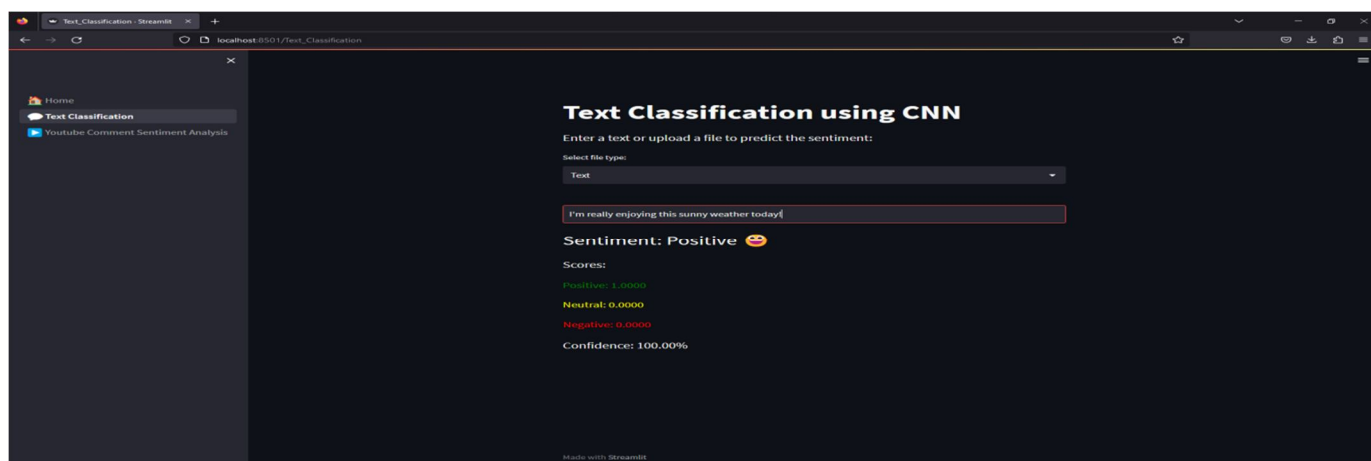 Text_Classification · Streamlit
localhost:8501/Text_Classification
Home
Text Classification
Youtube Comment Sentiment Analysis
Text Classification using CNN
Enter a text or upload a file to predict the sentiment:
Select file type:
Text
I'm really enjoying this sunny weather today!
Sentiment: Positive 😄
Scores:
Positive: 1.0000
Neutral: 0.0000
Negative: 0.0000
Confidence: 100.00%
Made with Streamlit